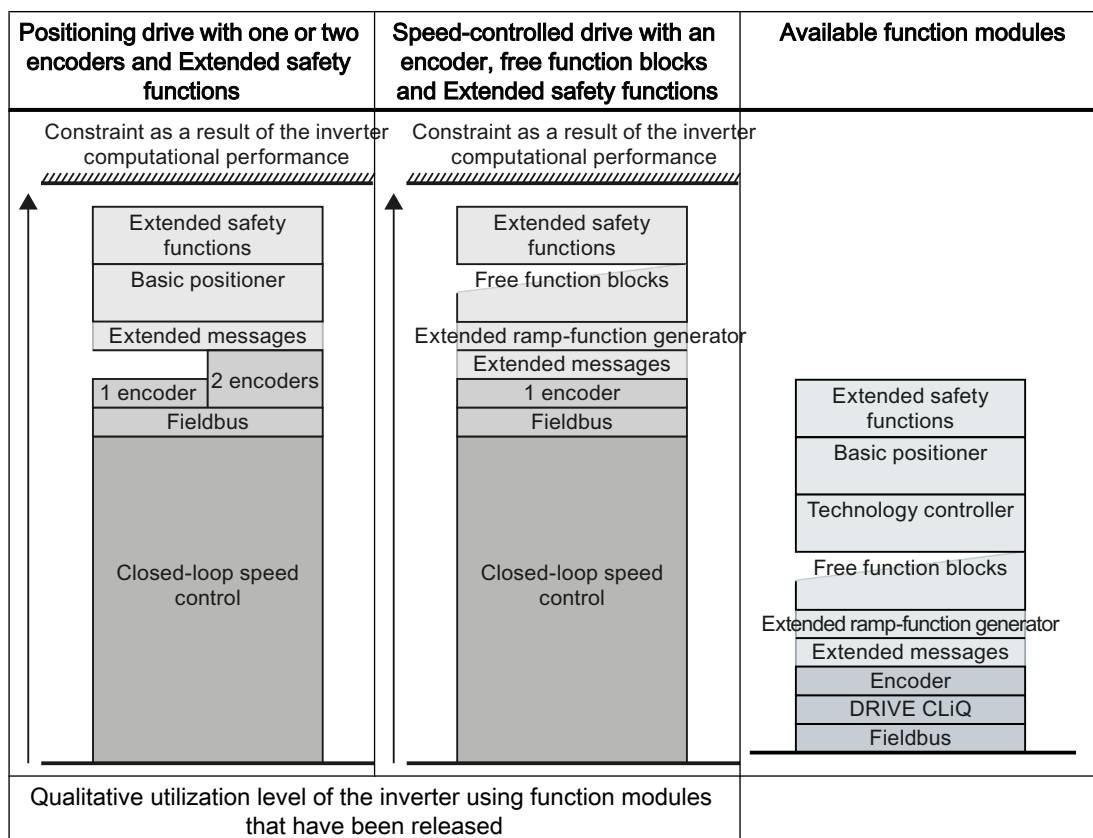 Positioning drive with one or two
encoders and Extended safety
functions
Speed-controlled drive with an
encoder, free function blocks
and Extended safety functions
Available function modules
Constraint as a result of the inverter
computational performance
Extended safety
functions
Basic positioner
Extended messages
1 encoder
2 encoders
Fieldbus
Closed-loop speed
control
Constraint as a result of the inverter
computational performance
Extended safety
functions
Free function blocks
Extended ramp-function generator
Extended messages
1 encoder
Fieldbus
Closed-loop speed
control
Extended safety
functions
Basic positioner
Technology controller
Free function blocks
Extended ramp-function generator
Extended messages
Encoder
DRIVE CLiQ
Fieldbus
Qualitative utilization level of the inverter using function modules
that have been released